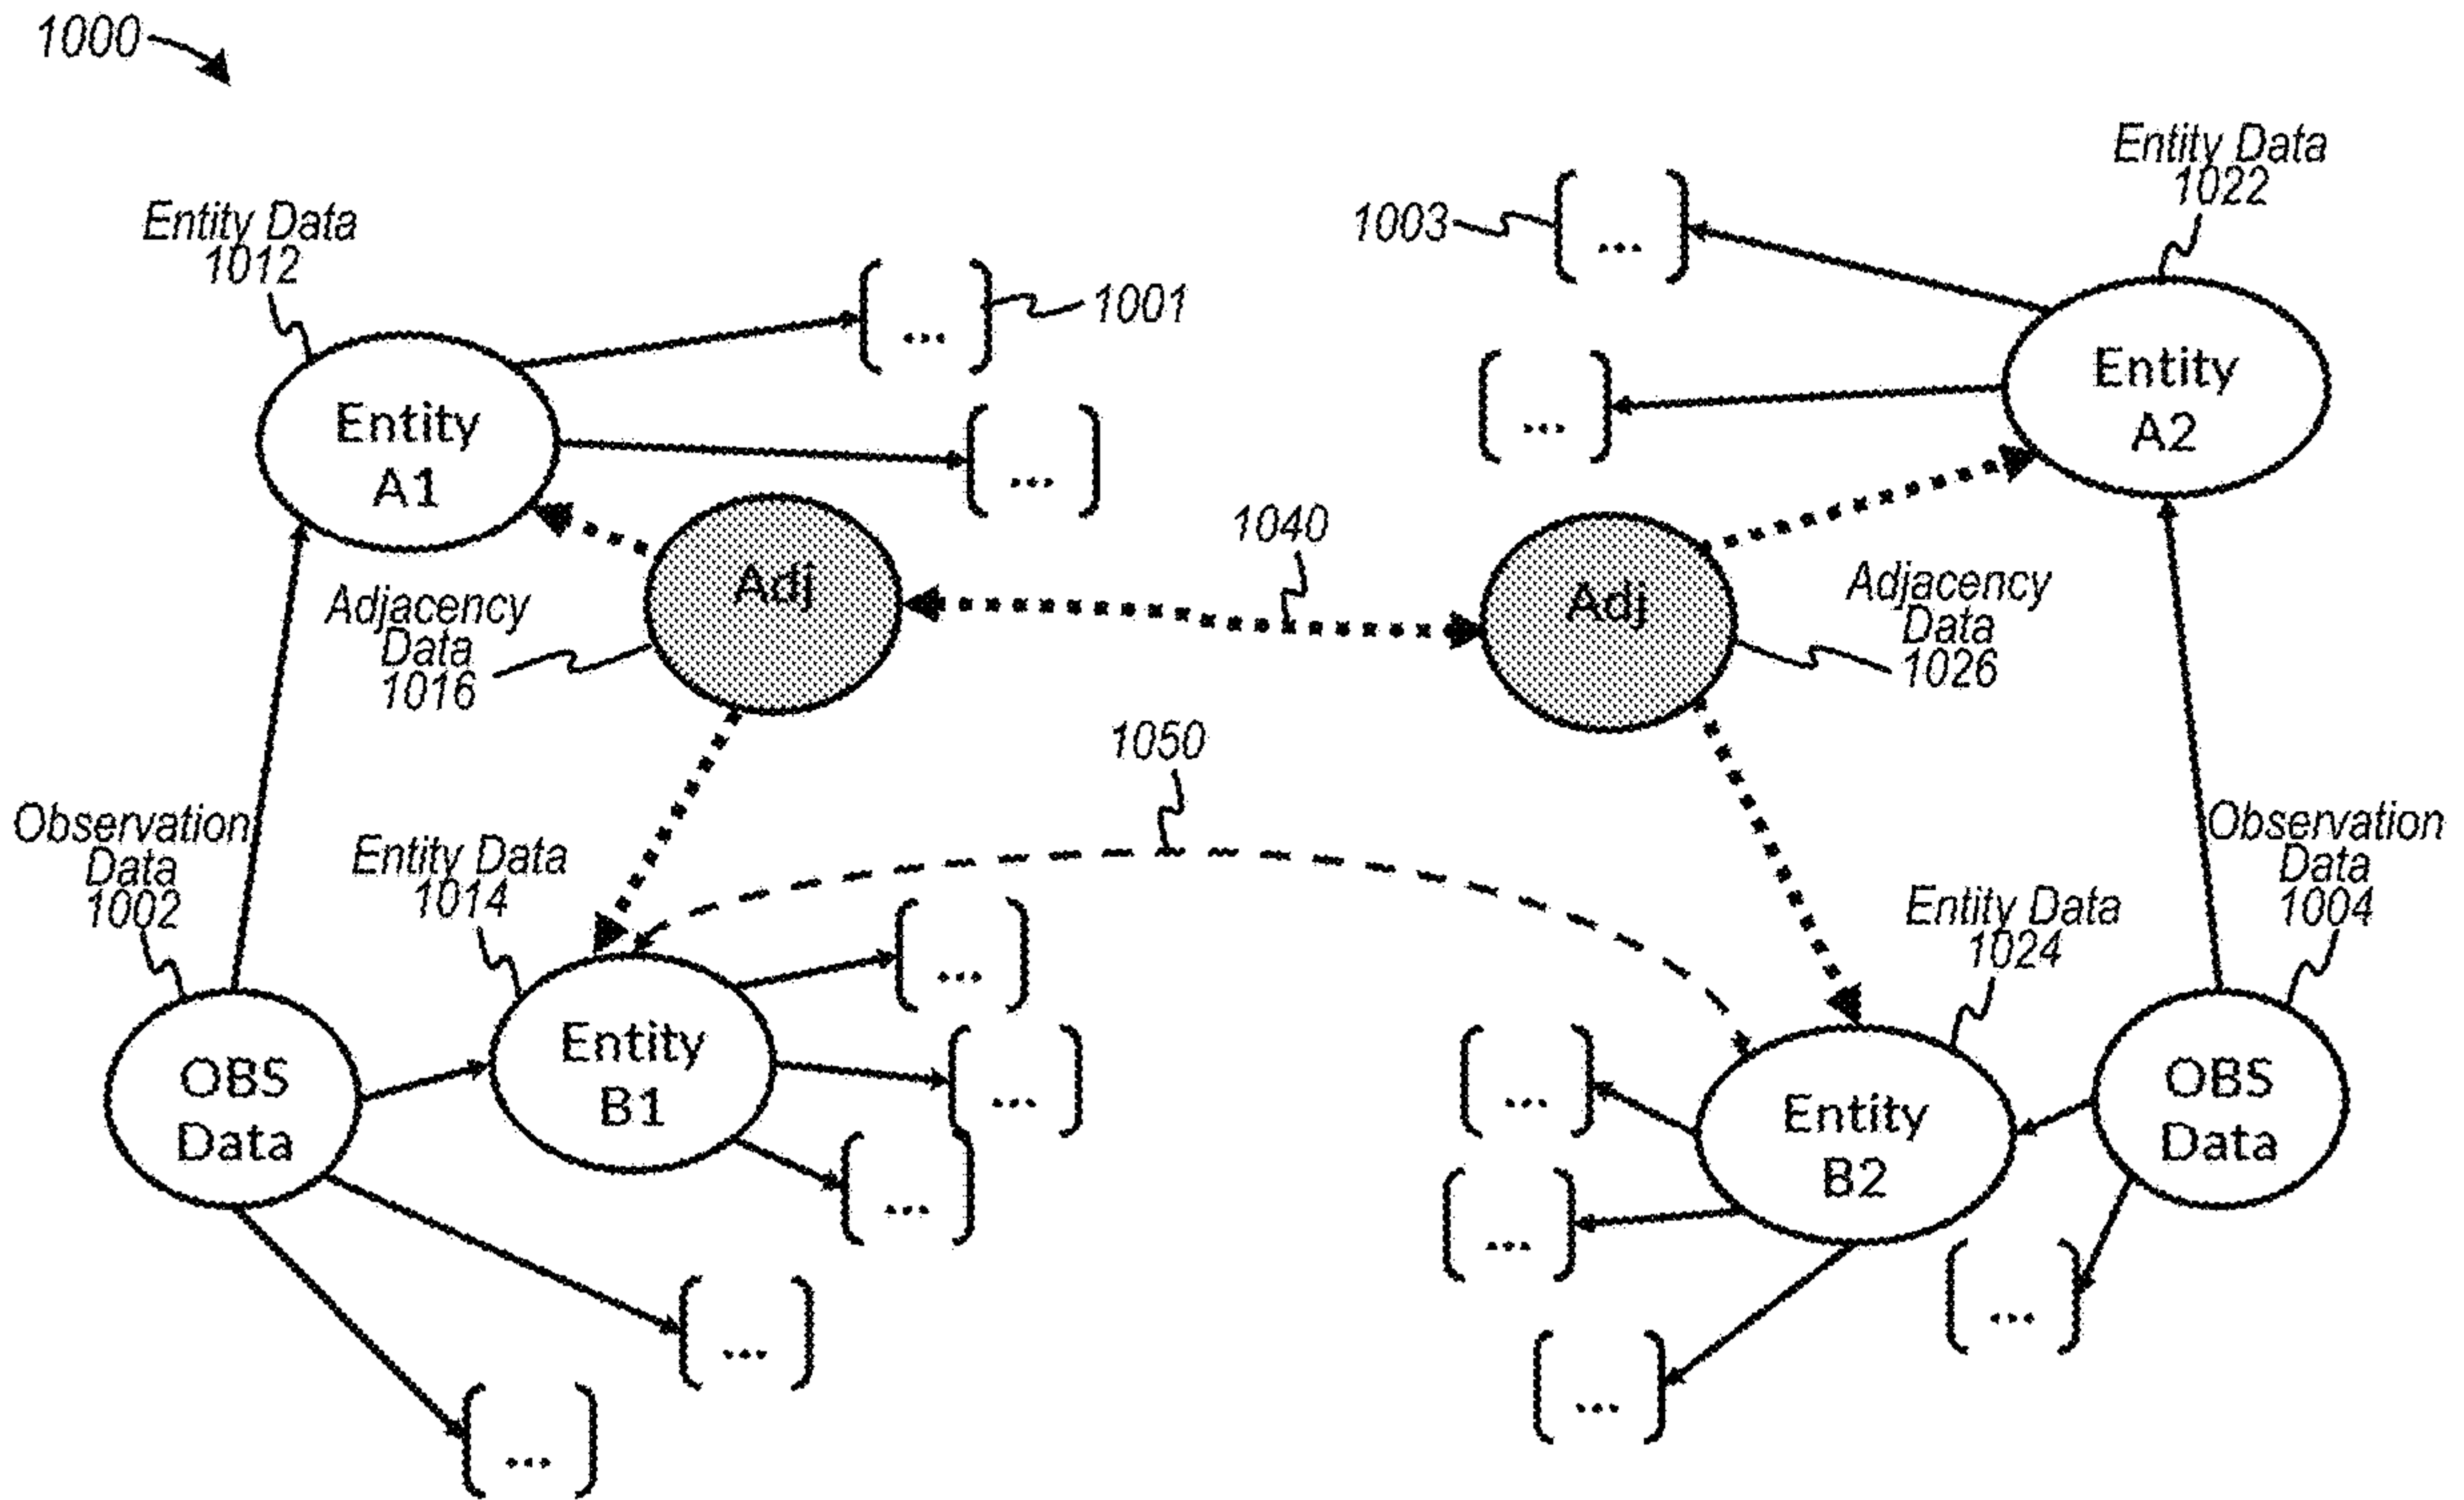 1000
Entity Data
1022
1003
[...]
Entity Data
1012
[...]
1001
Entity
A2
[...]
Entity
A1
[...]
1040
Adj
Adj
Adjacency
Data
1016
Adjacency
Data
1026
1050
Observation
Data
1002
Entity Data
1014
Observation
Data
1004
Entity Data
1024
[...]
Entity
B1
[...]
[...]
OBS
Data
[...]
Entity
B2
OBS
Data
[...]
[...]
[...]
[...]
[...]